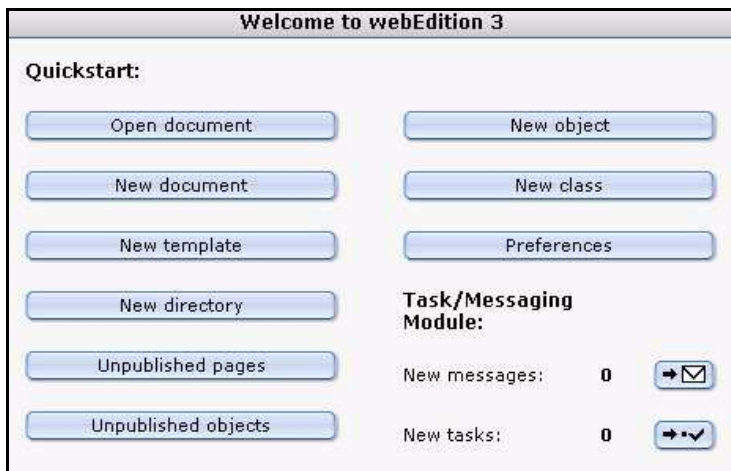 Welcome to webEdition 3
Quickstart:
Open document
New document
New template
New directory
Unpublished pages
Unpublished objects
New object
New class
Preferences
Task/Messaging
Module:
New messages: 0
New tasks: 0